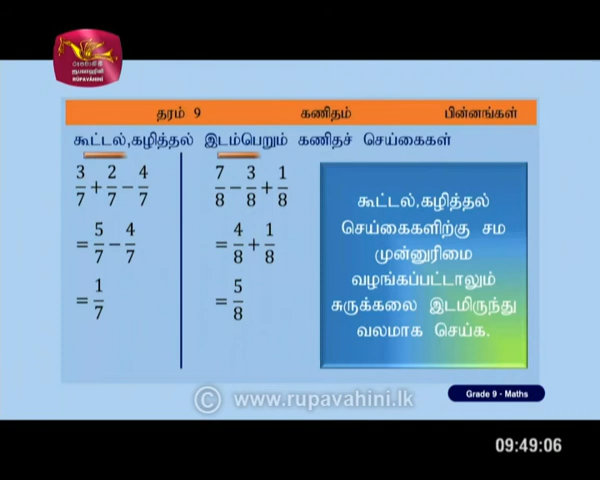 රූපවාහිනී
ரூபவாஹினி
RUPAVAHINI
தரம் 9 கணிதம் பின்னங்கள்
கூட்டல்,கழித்தல் இடம்பெறும் கணிதச் செய்கைகள்
3/7 + 2/7 − 4/7
= 5/7 − 4/7
= 1/7
7/8 − 3/8 + 1/8
= 4/8 + 1/8
= 5/8
கூட்டல்,கழித்தல்
செய்கைகளிற்கு சம
முன்னுரிமை
வழங்கப்பட்டாலும்
சுருக்கலை இடமிருந்து
வலமாக செய்க.
Grade 9 - Maths
© www.rupavahini.lk
09:49:06